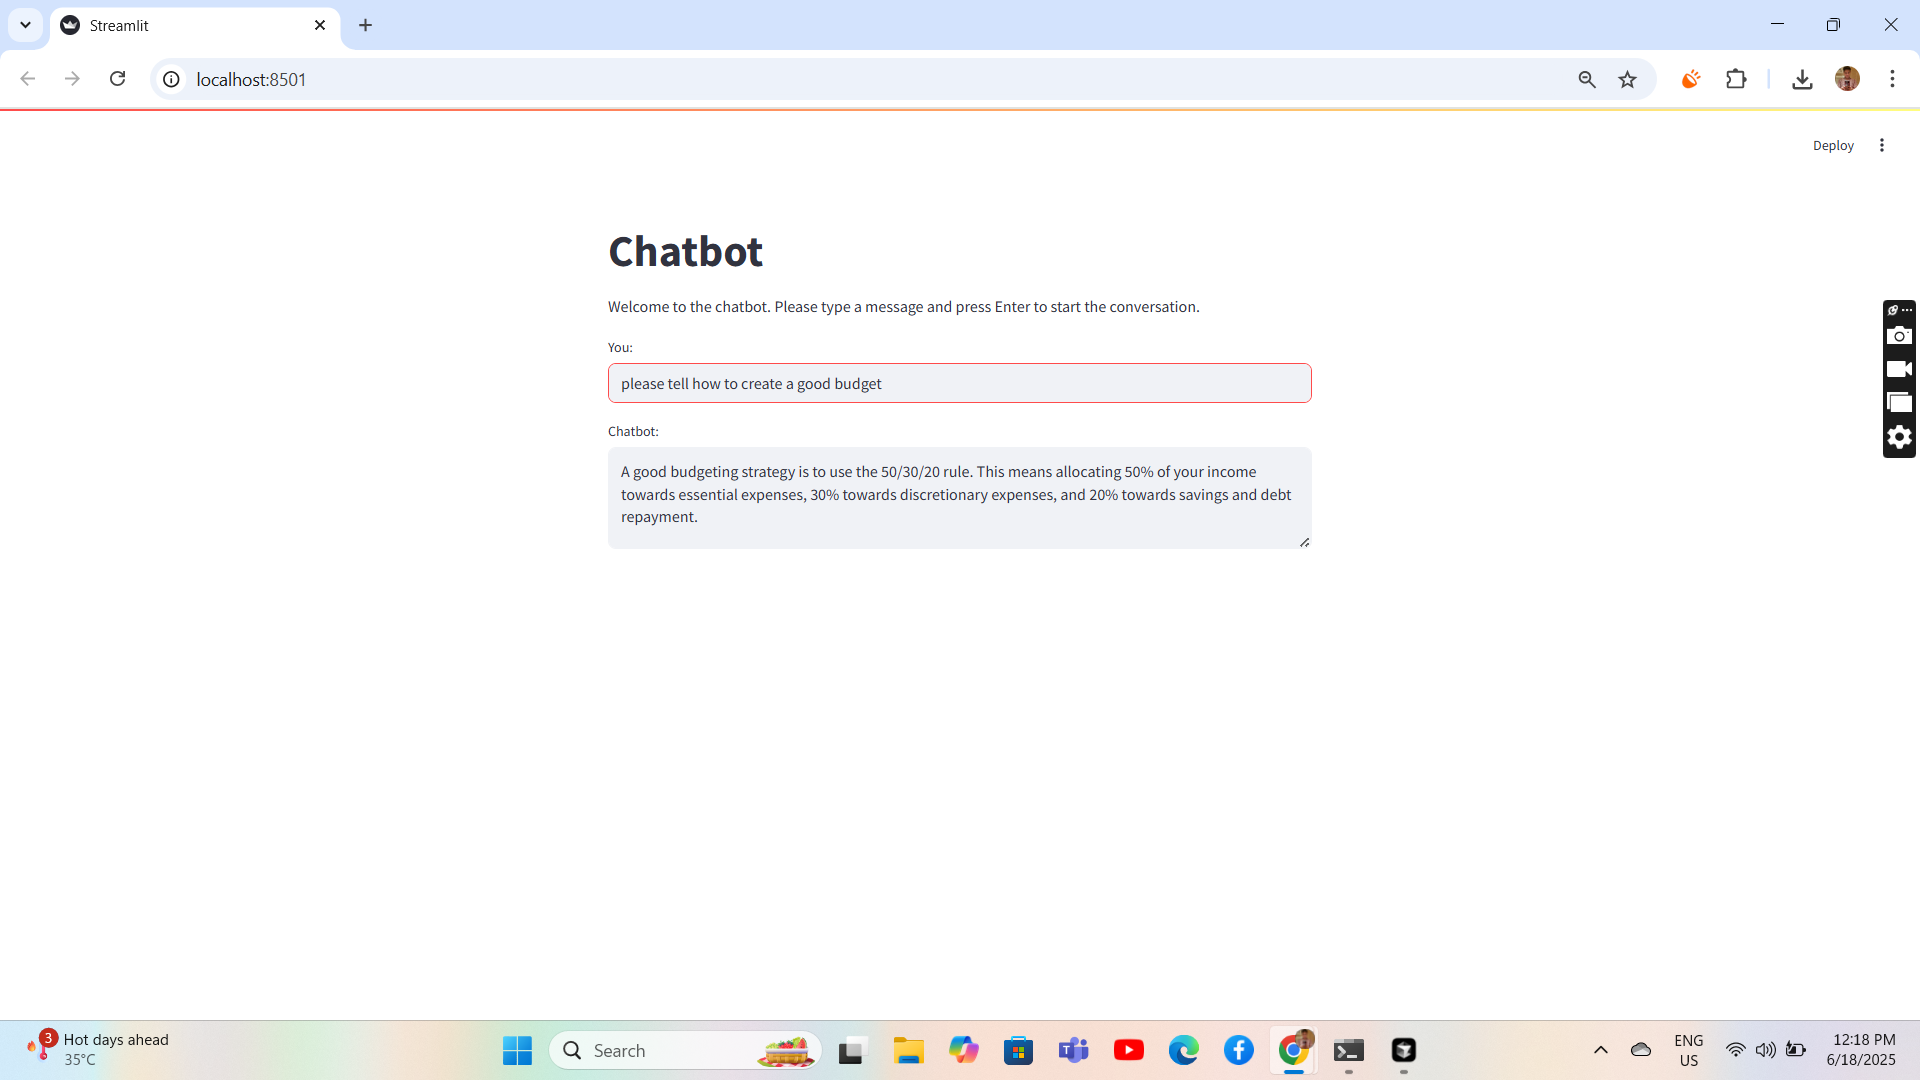 Streamlit
localhost:8501
Deploy
Chatbot
Welcome to the chatbot. Please type a message and press Enter to start the conversation.
You:
please tell how to create a good budget
Chatbot:
A good budgeting strategy is to use the 50/30/20 rule. This means allocating 50% of your income
towards essential expenses, 30% towards discretionary expenses, and 20% towards savings and debt
repayment.
3
Hot days ahead
35°C
Search
ENG
US
12:18 PM
6/18/2025